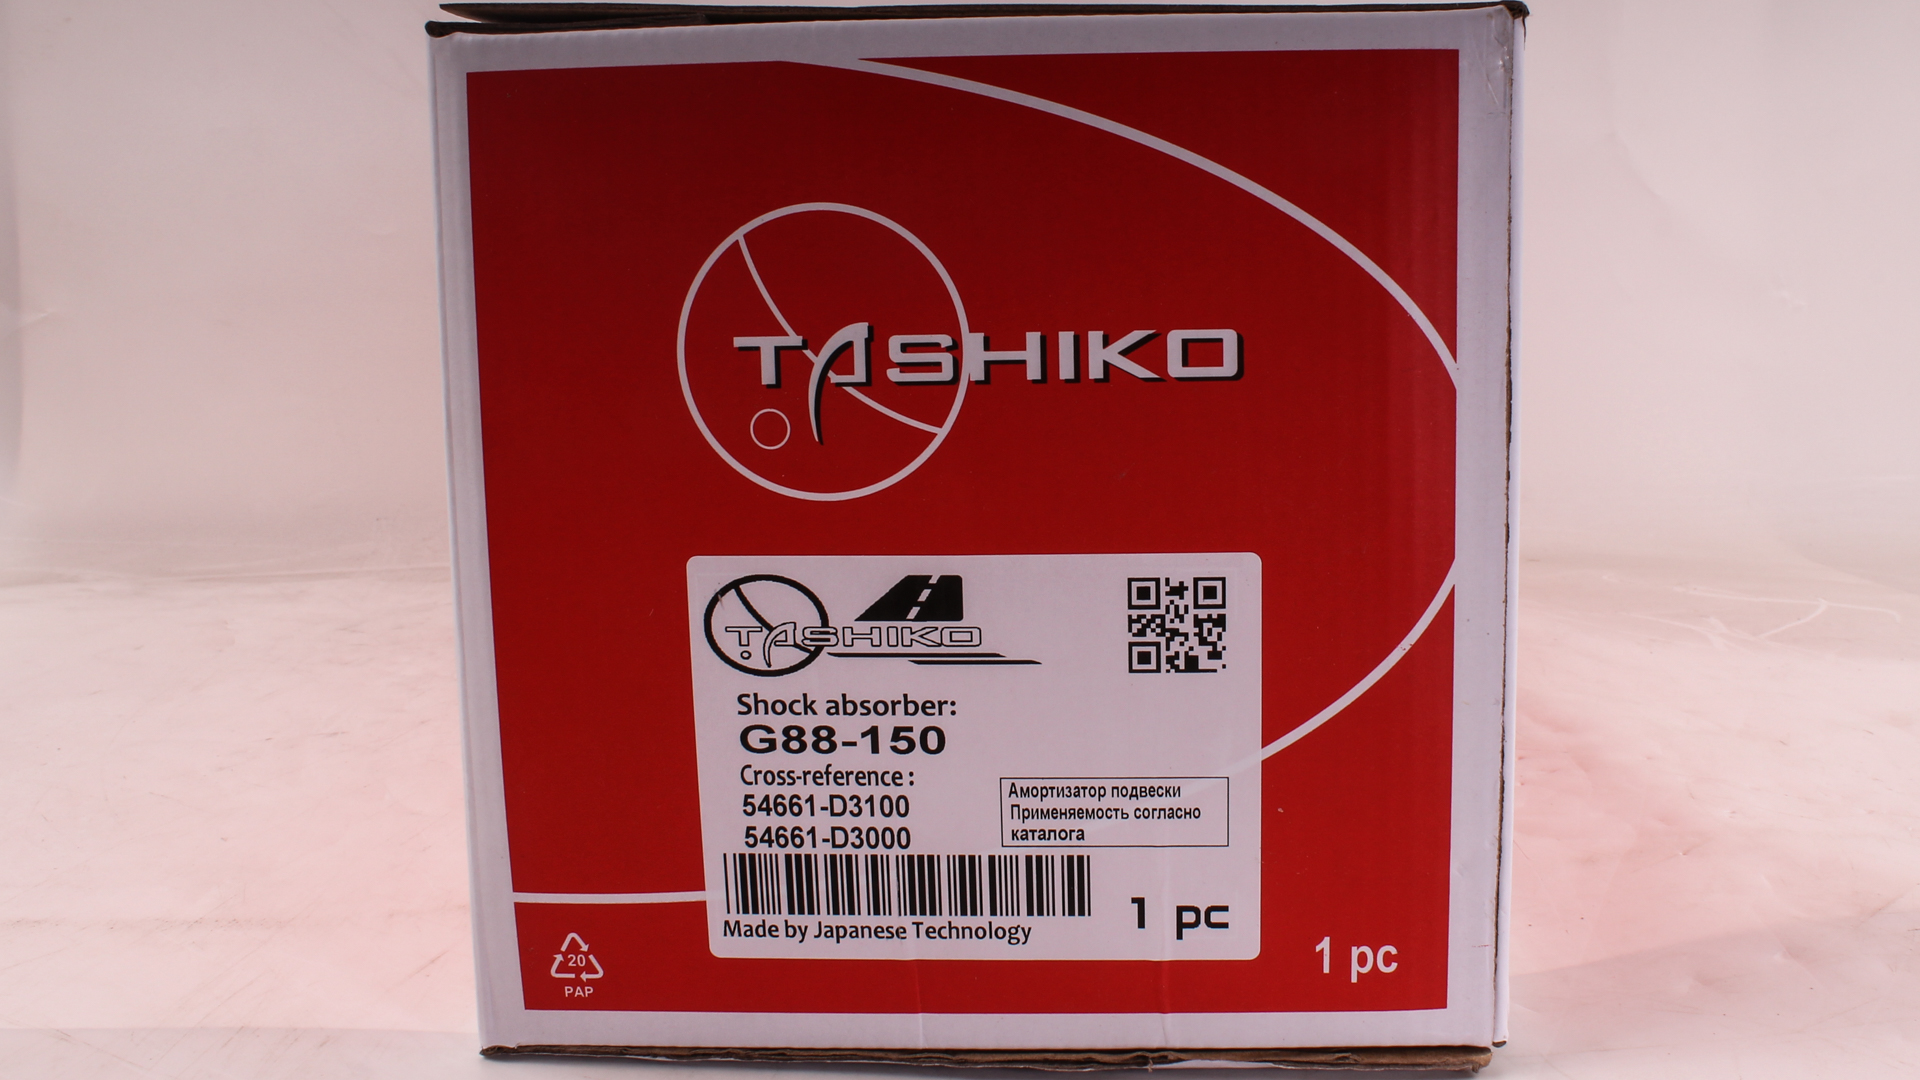 TASHIKO
TASHIKO
Shock absorber:
G88-150
Cross-reference :
54661-D3100
54661-D3000
Амортизатор подвески
Применяемость согласно
каталога
Made by Japanese Technology
1 pc
20
PAP
1 pc